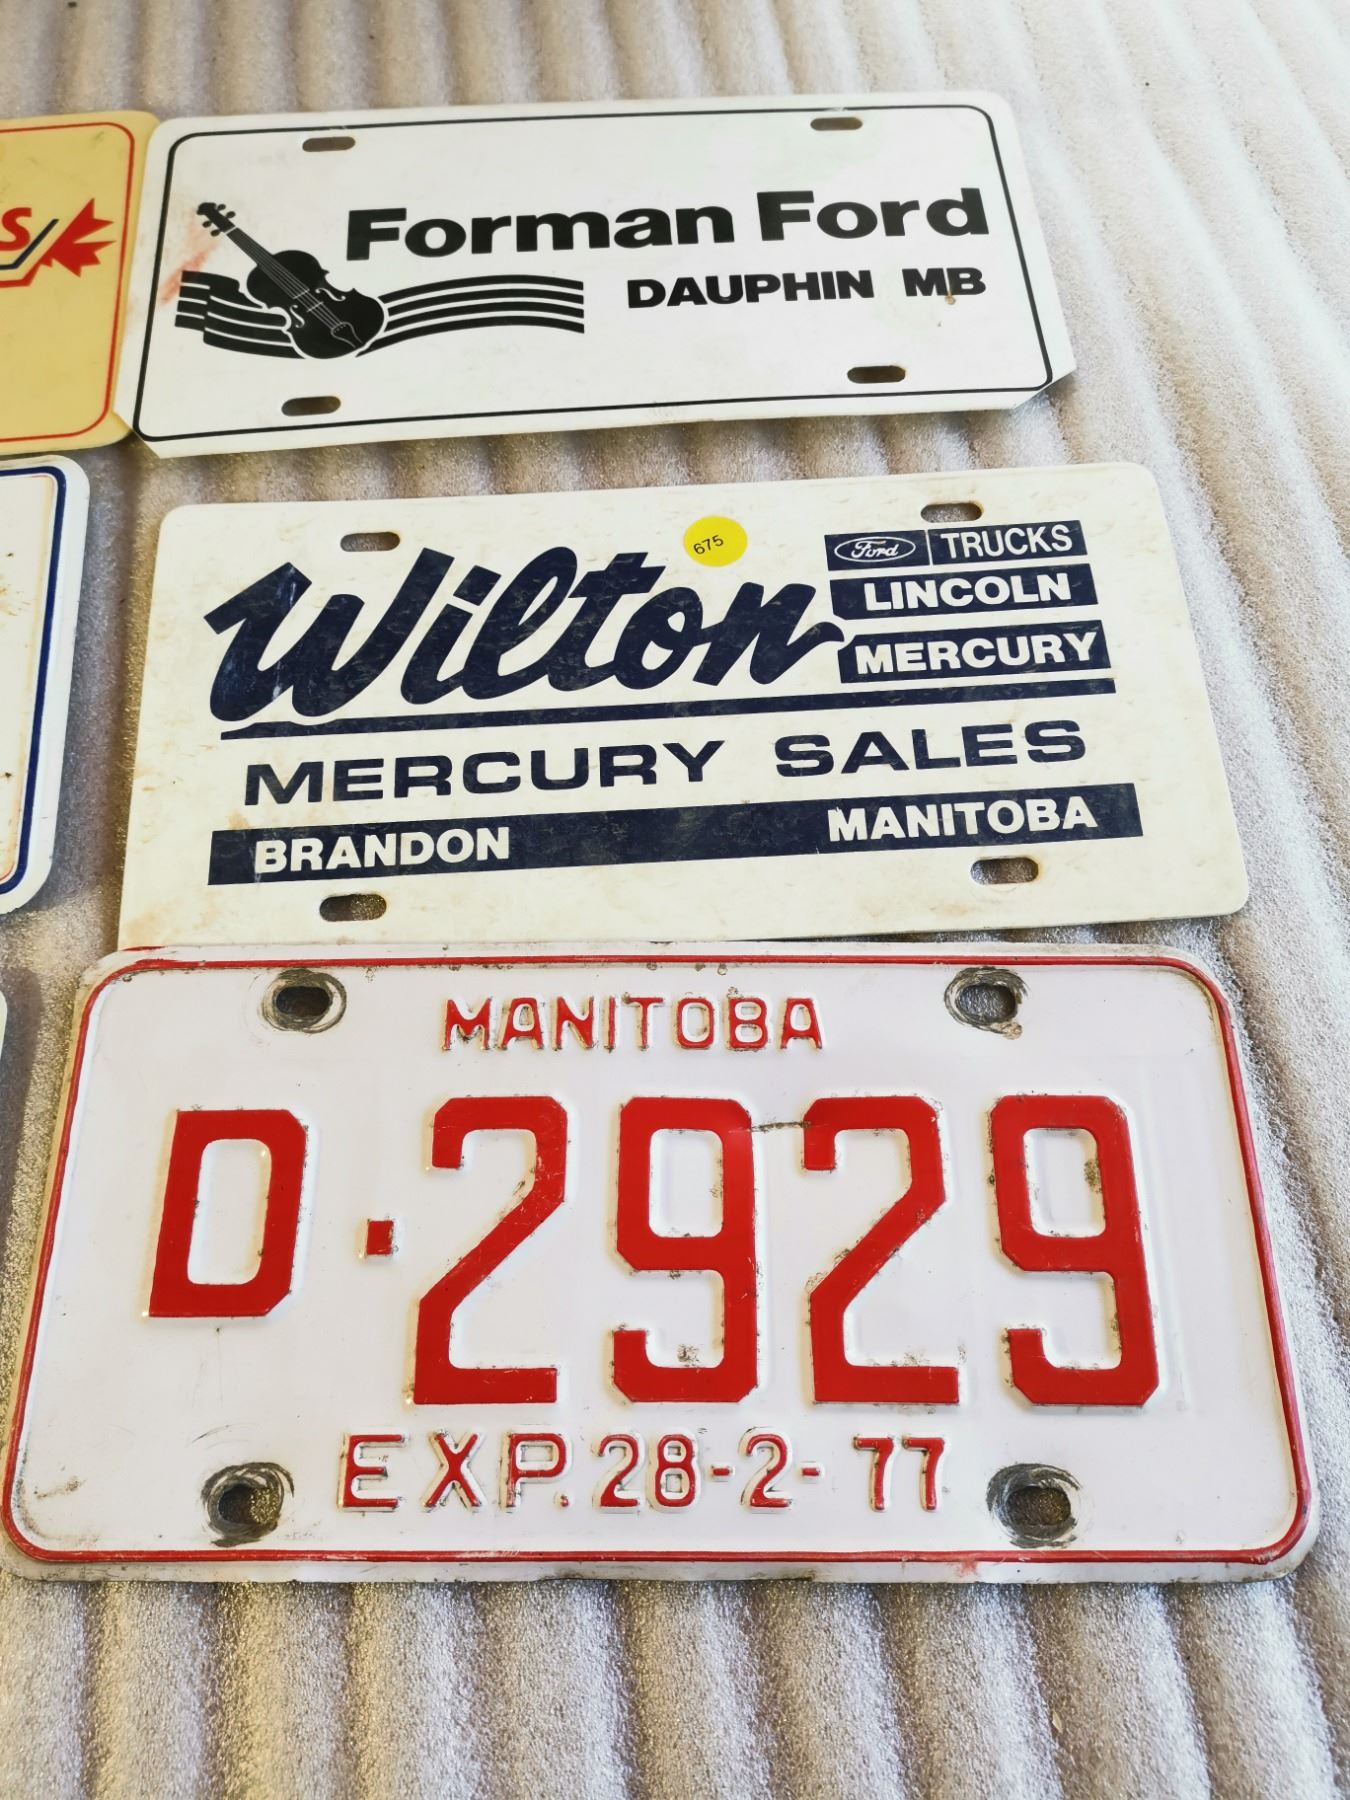 Forman Ford
DAUPHIN MB
675
Wilton
Ford TRUCKS
LINCOLN
MERCURY
MERCURY SALES
BRANDON MANITOBA
MANITOBA
D·2929
EXP. 28-2-77